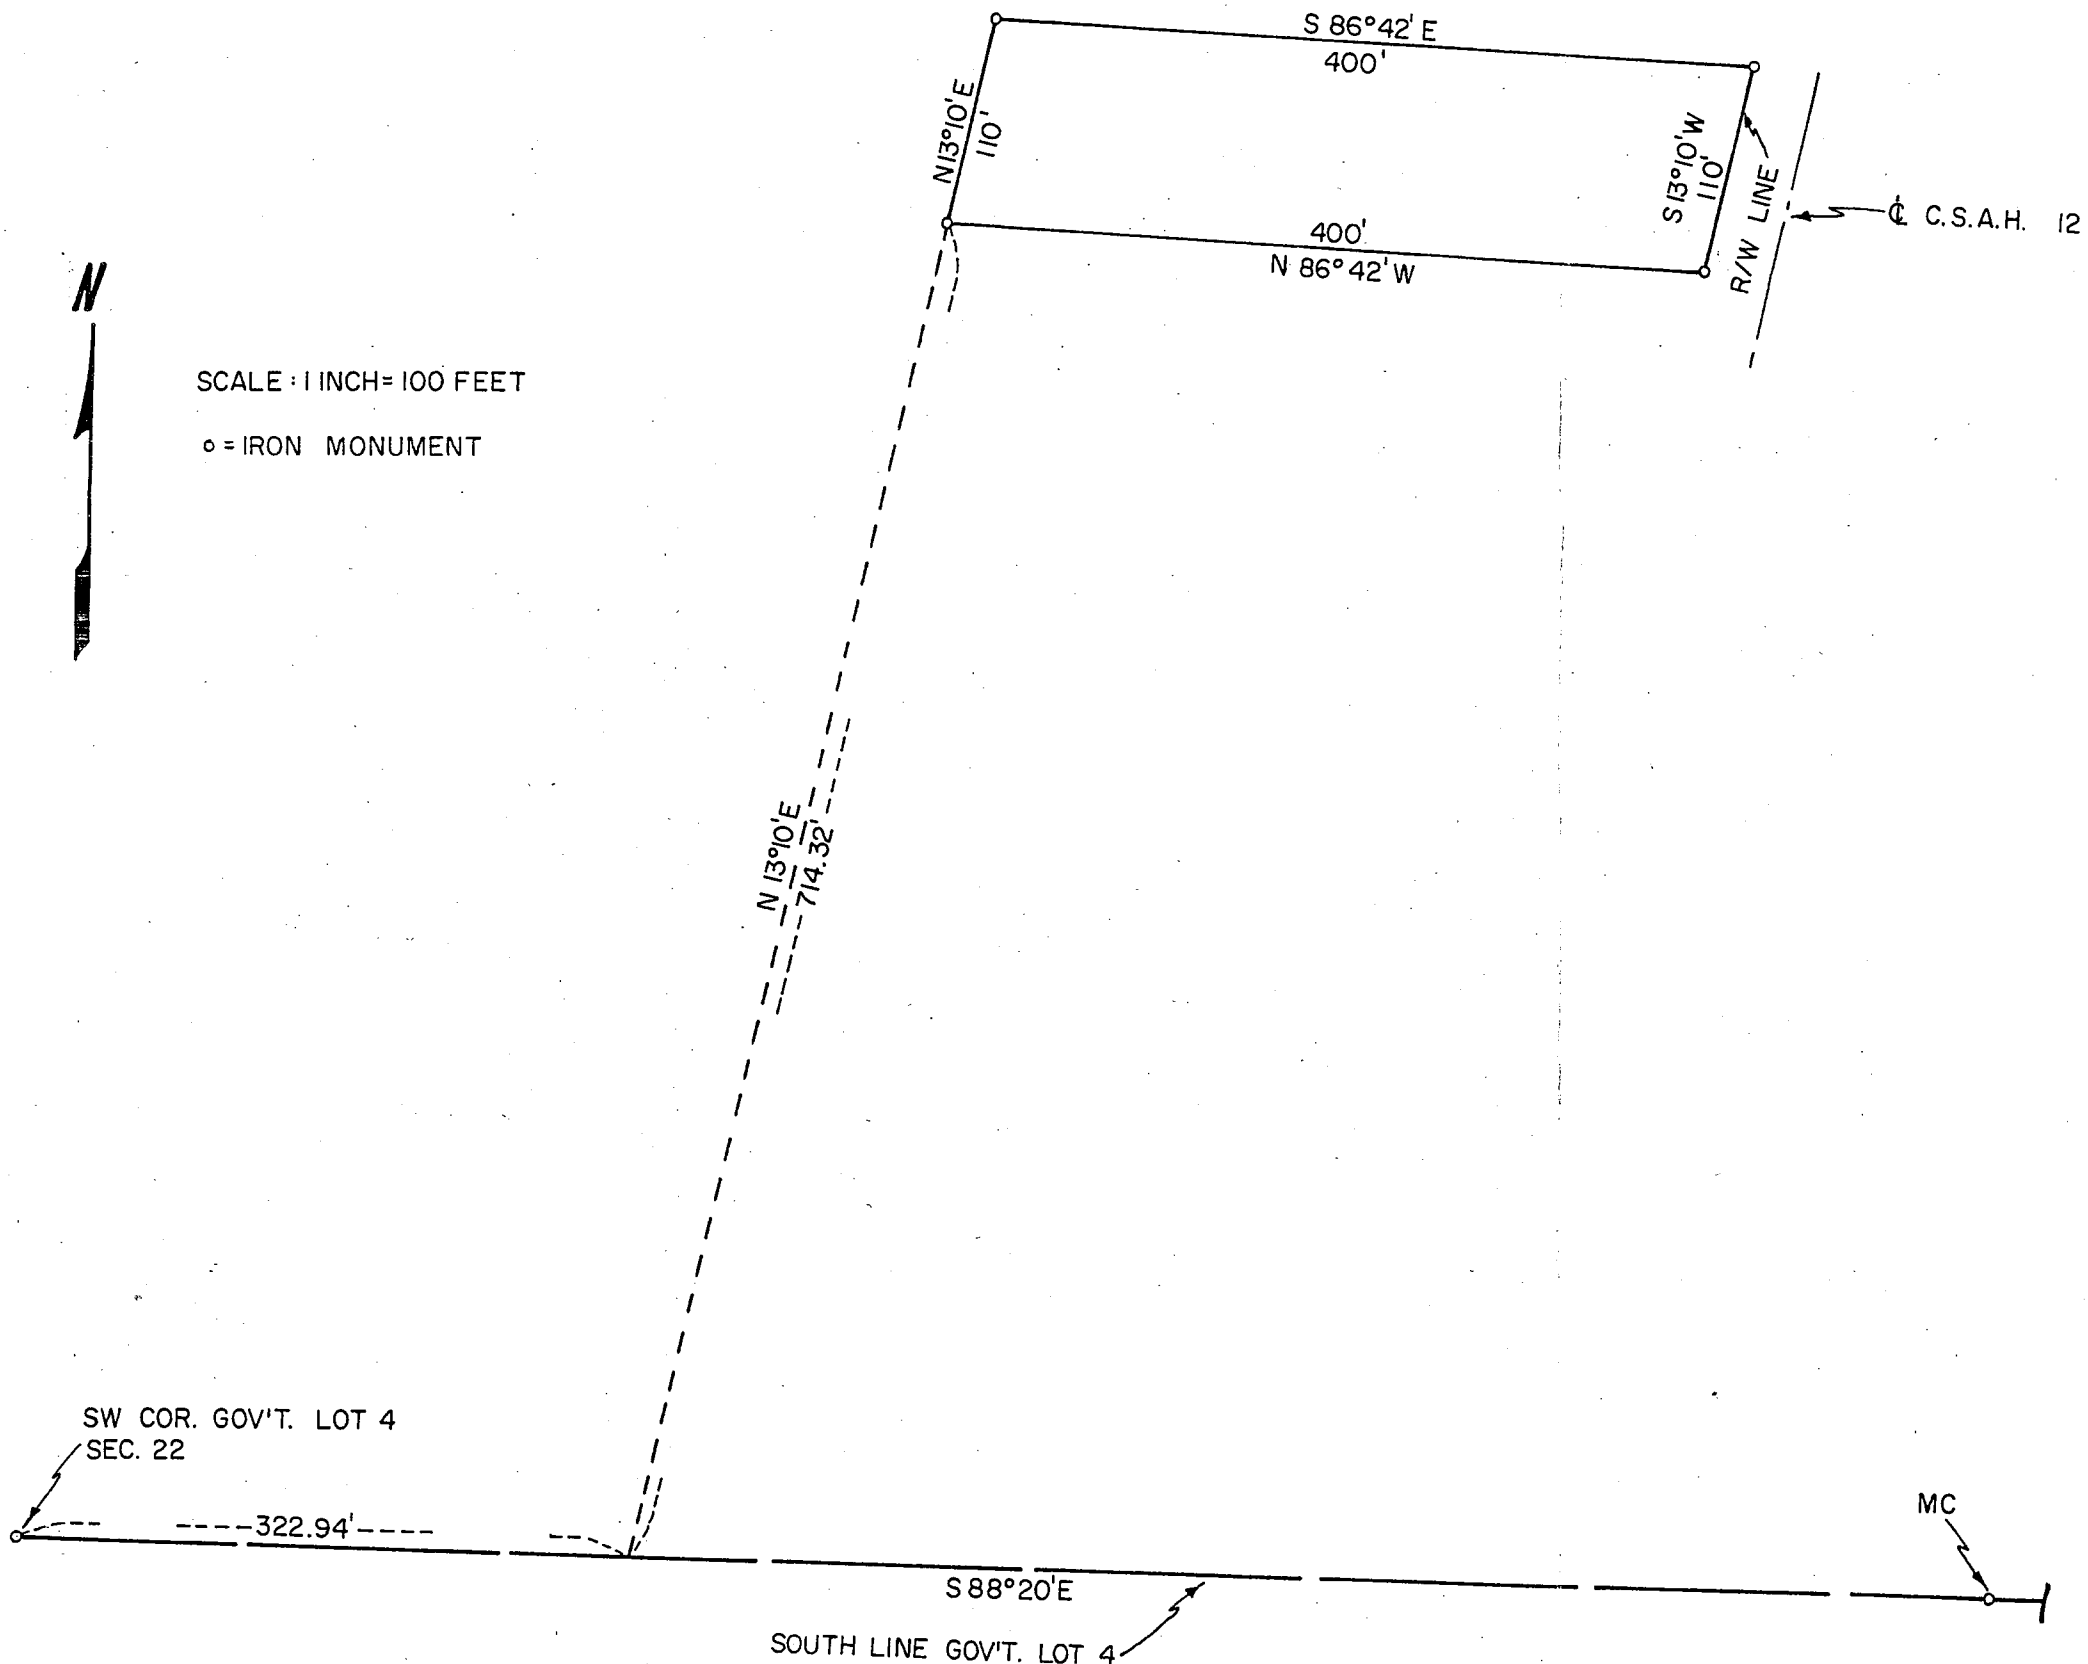 S 86°42' E
400'
N 13°10' E
110'
S 13°10' W
110'
R/W LINE
℄ C.S.A.H. 12
400'
N 86°42' W
N
SCALE : 1 INCH = 100 FEET
o = IRON MONUMENT
N 13°10' E
714.32'
SW COR. GOV'T. LOT 4
SEC. 22
322.94'
MC
S 88°20' E
SOUTH LINE GOV'T. LOT 4